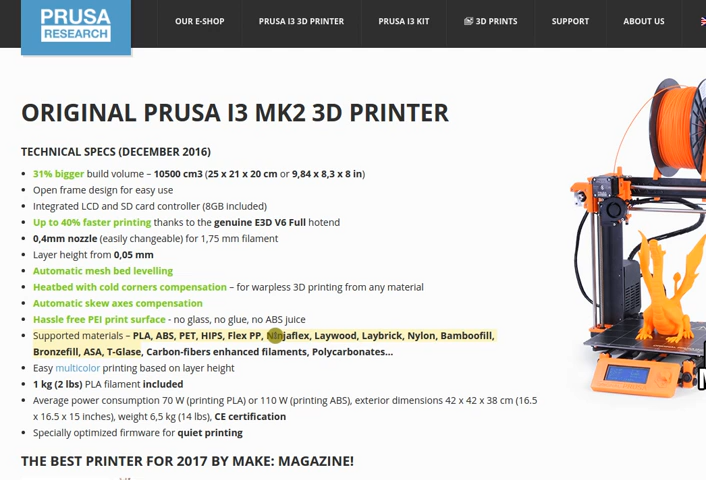 PRUSA
RESEARCH
OUR E-SHOP
PRUSA I3 3D PRINTER
PRUSA I3 KIT
3D PRINTS
SUPPORT
ABOUT US
ORIGINAL PRUSA I3 MK2 3D PRINTER
TECHNICAL SPECS (DECEMBER 2016)
31% bigger build volume – 10500 cm3 (25 x 21 x 20 cm or 9,84 x 8,3 x 8 in)
Open frame design for easy use
Integrated LCD and SD card controller (8GB included)
Up to 40% faster printing thanks to the genuine E3D V6 Full hotend
0,4mm nozzle (easily changeable) for 1,75 mm filament
Layer height from 0,05 mm
Automatic mesh bed levelling
Heatbed with cold corners compensation – for warpless 3D printing from any material
Automatic skew axes compensation
Hassle free PEI print surface - no glass, no glue, no ABS juice
Supported materials – PLA, ABS, PET, HIPS, Flex PP, Ninjaflex, Laywood, Laybrick, Nylon, Bamboofill,
Bronzefill, ASA, T-Glase, Carbon-fibers enhanced filaments, Polycarbonates...
Easy multicolor printing based on layer height
1 kg (2 lbs) PLA filament included
Average power consumption 70 W (printing PLA) or 110 W (printing ABS), exterior dimensions 42 x 42 x 38 cm (16.5
x 16.5 x 15 inches), weight 6,5 kg (14 lbs), CE certification
Specially optimized firmware for quiet printing
THE BEST PRINTER FOR 2017 BY MAKE: MAGAZINE!